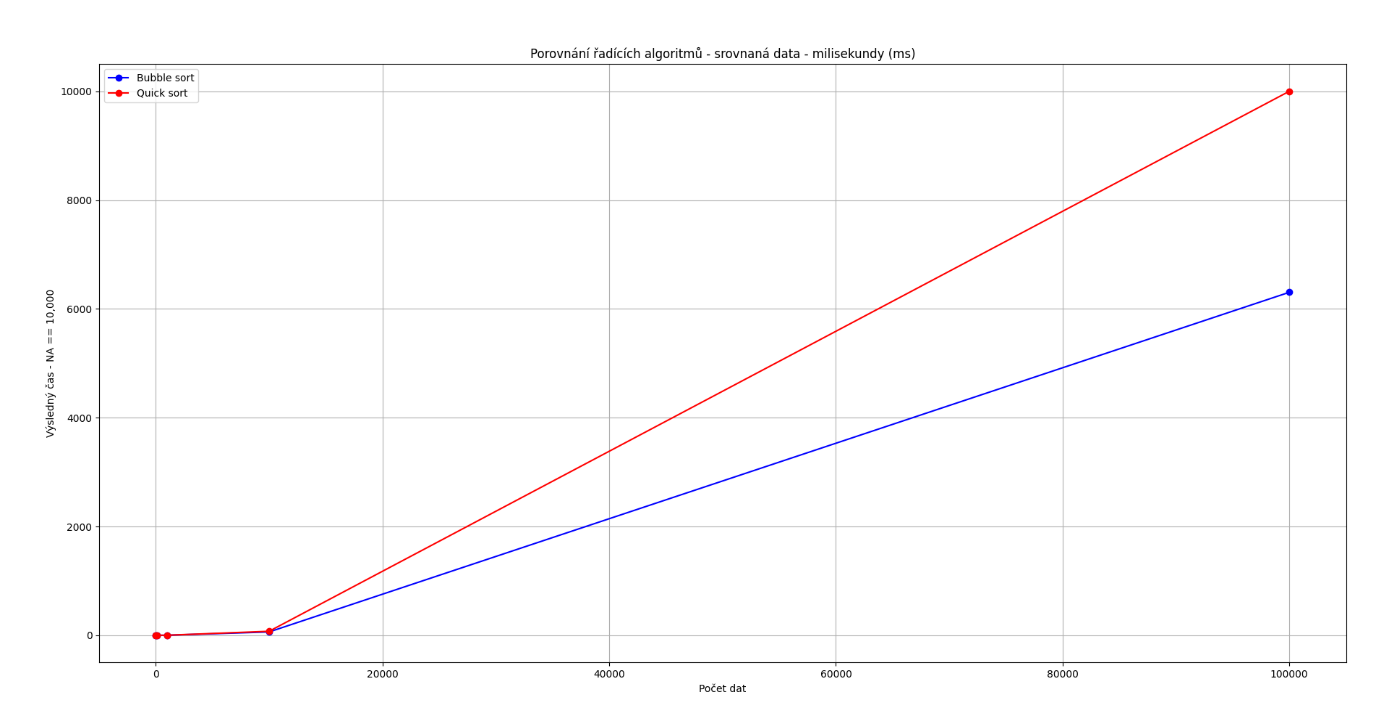 Porovnání řadících algoritmů - srovnaná data - milisekundy (ms)
Bubble sort
Quick sort
10000
8000
6000
4000
2000
0
Výsledný čas - NA == 10,000
0
20000
40000
60000
80000
100000
Počet dat